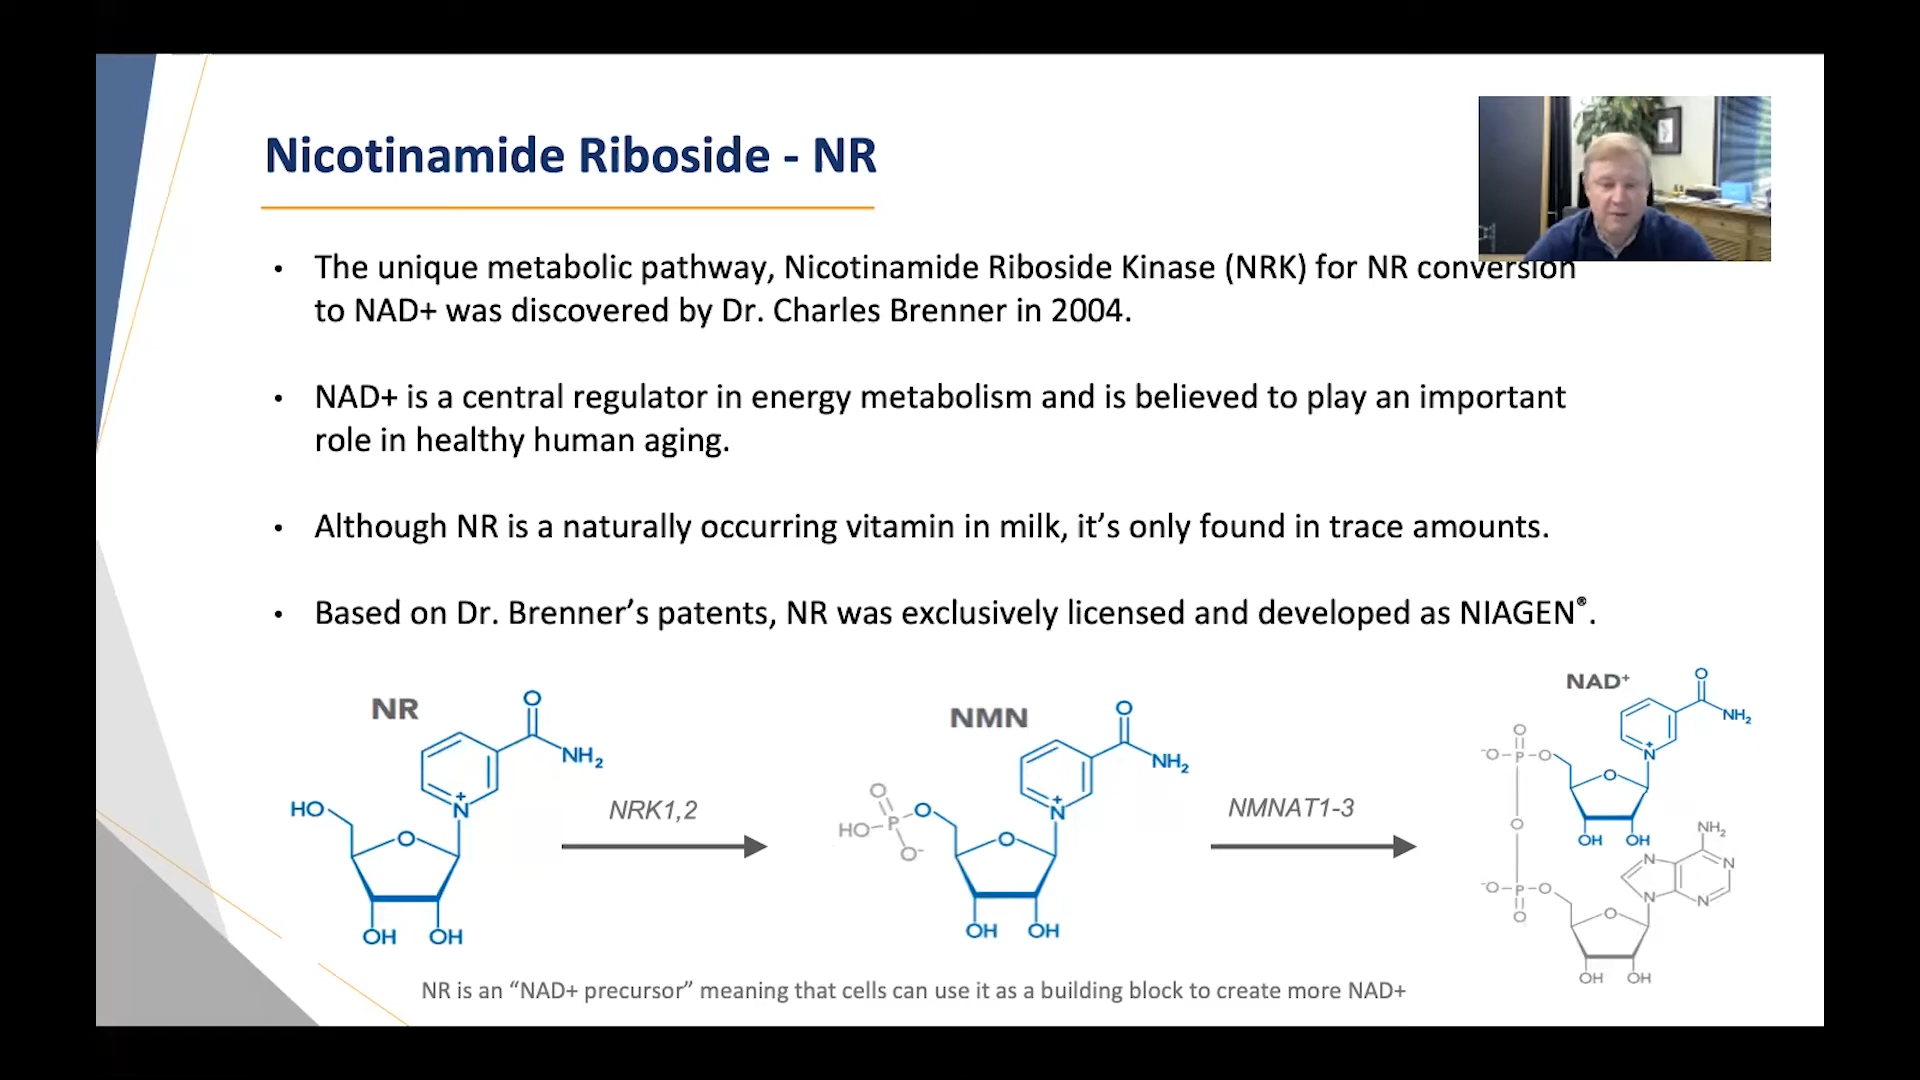 Nicotinamide Riboside - NR
• The unique metabolic pathway, Nicotinamide Riboside Kinase (NRK) for NR conversion
to NAD+ was discovered by Dr. Charles Brenner in 2004.
• NAD+ is a central regulator in energy metabolism and is believed to play an important
role in healthy human aging.
• Although NR is a naturally occurring vitamin in milk, it’s only found in trace amounts.
• Based on Dr. Brenner’s patents, NR was exclusively licensed and developed as NIAGEN®.
NR
O
NH₂
N⁺
HO
O
OH OH
NRK1,2
NMN
O
NH₂
N⁺
O
HO–P–O
O⁻
O
OH OH
NMNAT1-3
NAD⁺
O
NH₂
N⁺
O
⁻O–P–O
O
OH OH
O
NH₂
N N
N N
⁻O–P–O
O
O
OH OH
NR is an “NAD+ precursor” meaning that cells can use it as a building block to create more NAD+